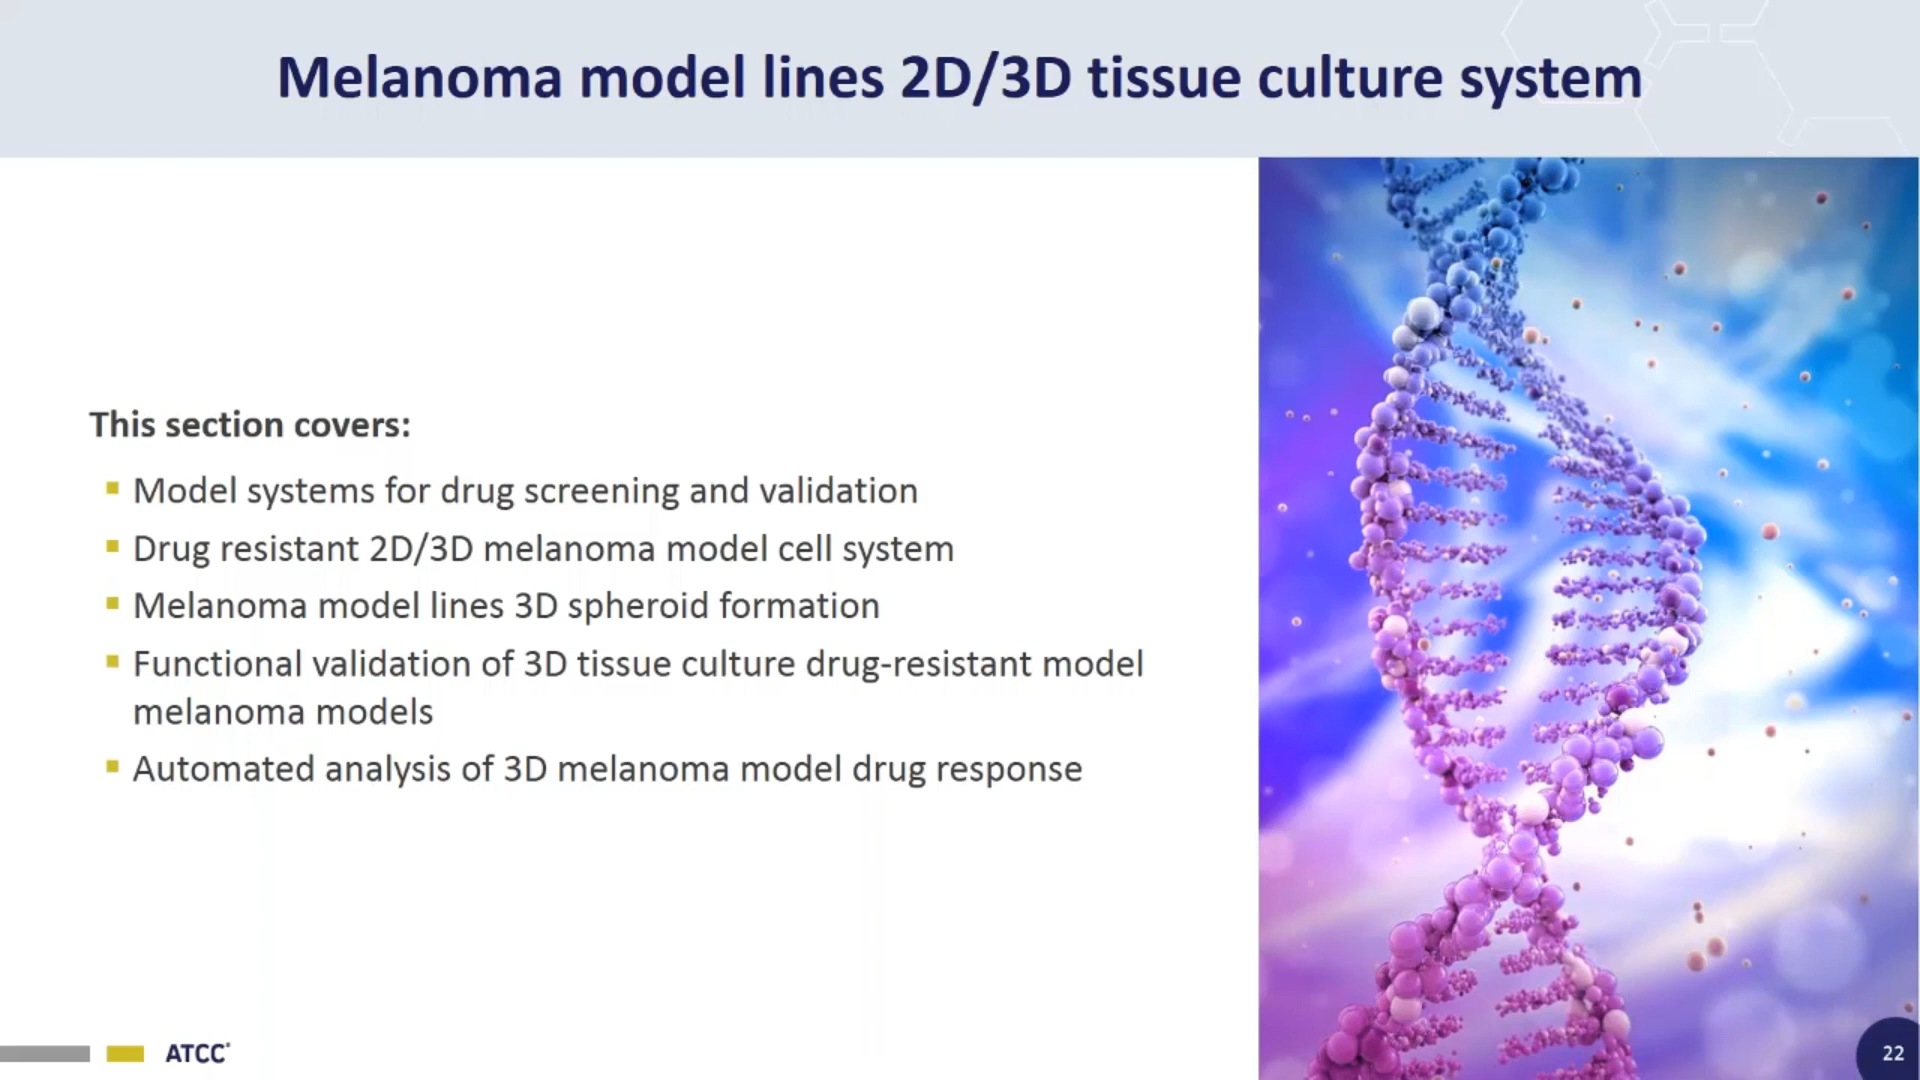 Melanoma model lines 2D/3D tissue culture system
This section covers:
Model systems for drug screening and validation
Drug resistant 2D/3D melanoma model cell system
Melanoma model lines 3D spheroid formation
Functional validation of 3D tissue culture drug-resistant model
melanoma models
Automated analysis of 3D melanoma model drug response
ATCC®
22